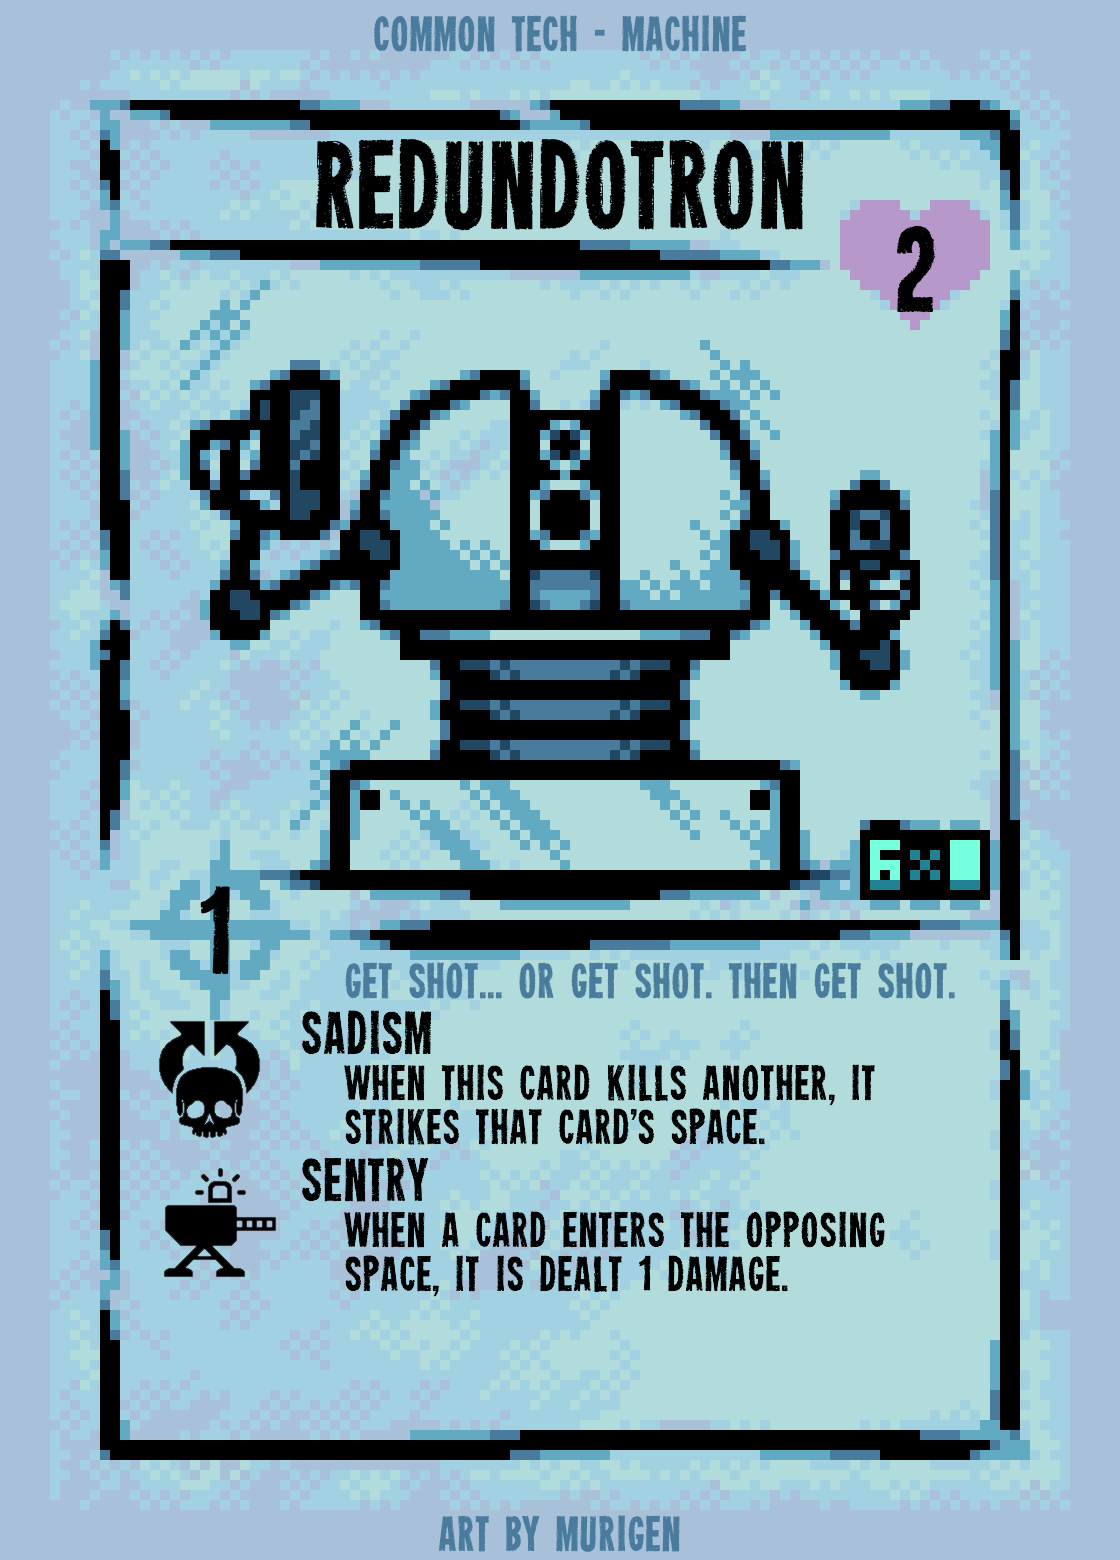 COMMON TECH - MACHINE
REDUNDOTRON
2
6×
1
GET SHOT... OR GET SHOT. THEN GET SHOT.
SADISM
WHEN THIS CARD KILLS ANOTHER, IT
STRIKES THAT CARD'S SPACE.
SENTRY
WHEN A CARD ENTERS THE OPPOSING
SPACE, IT IS DEALT 1 DAMAGE.
ART BY MURIGEN